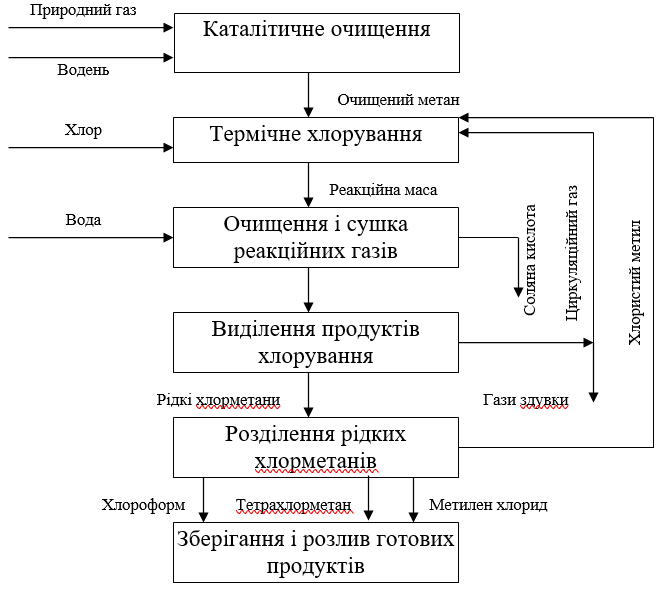 Природний газ
Каталітичне очищення
Водень
Очищений метан
Хлор
Термічне хлорування
Реакційна маса
Вода
Очищення і сушка
реакційних газів
Соляна кислота
Циркуляційний газ
Хлористий метил
Виділення продуктів
хлорування
Рідкі хлорметани
Гази здувки
Розділення рідких
хлорметанів
Хлороформ
Тетрахлорметан
Метилен хлорид
Зберігання і розлив готових
продуктів